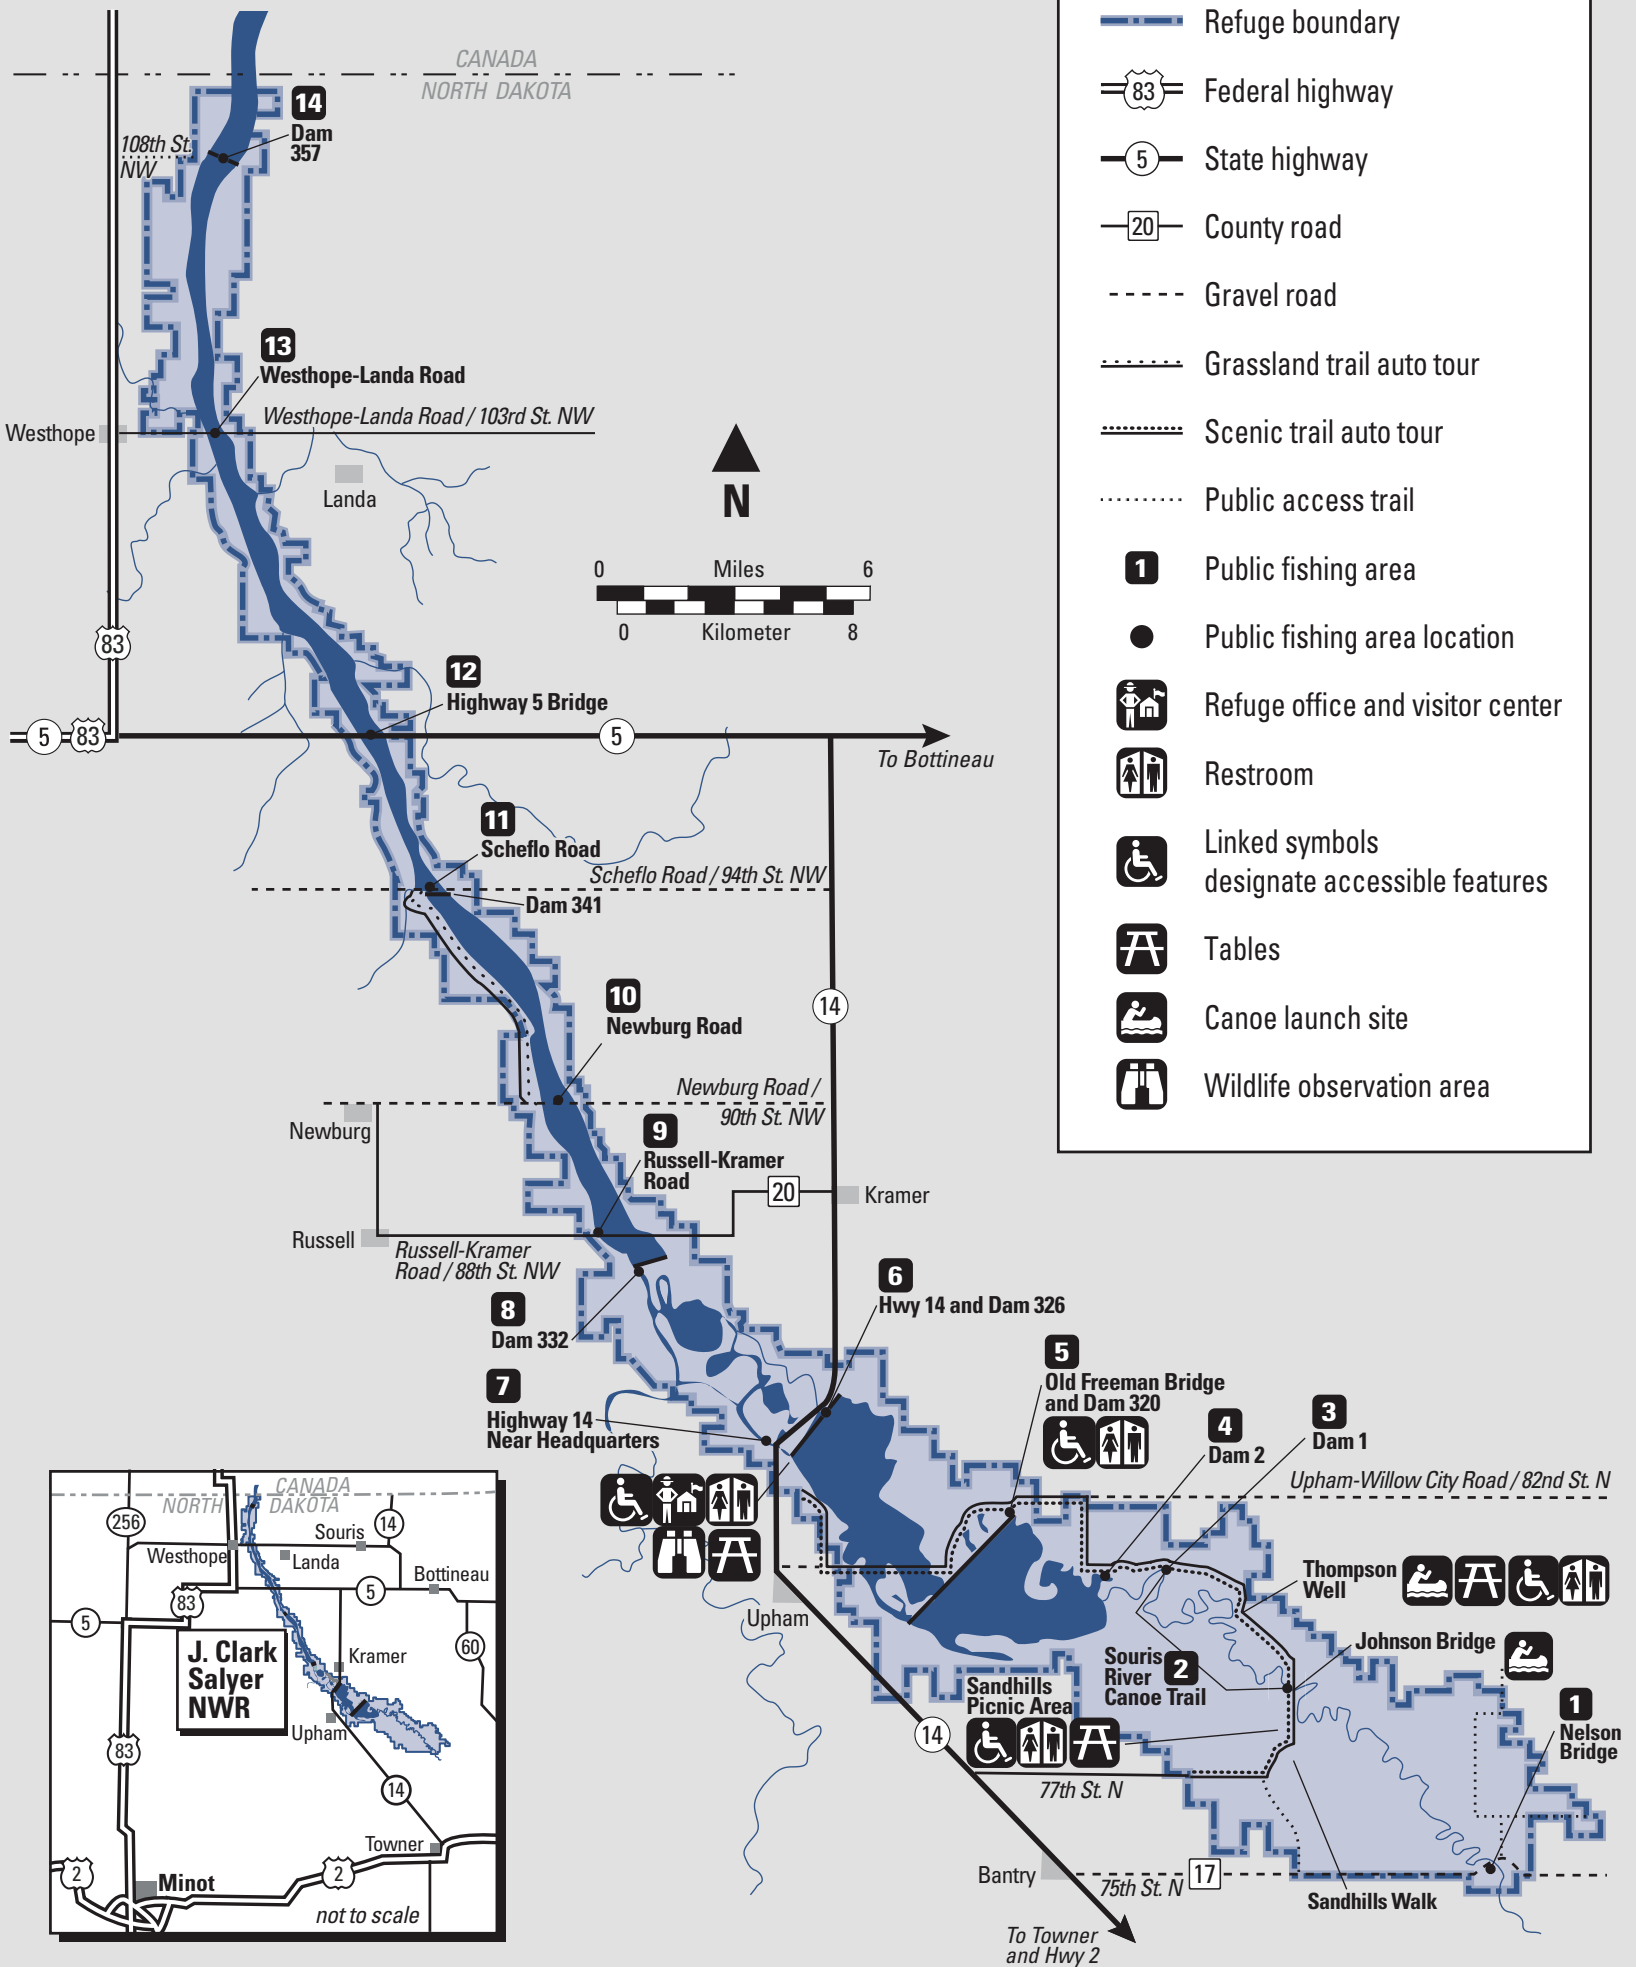 CANADA
NORTH DAKOTA
14
Dam
357
108th St.
NW
13
Westhope-Landa Road
Westhope-Landa Road / 103rd St. NW
Westhope
Landa
N
0 Miles 6
0 Kilometer 8
83
12
Highway 5 Bridge
5
83
5
To Bottineau
11
Scheflo Road
Scheflo Road / 94th St. NW
Dam 341
14
10
Newburg Road
Newburg Road /
90th St. NW
Newburg
9
Russell-Kramer
Road
20
Kramer
Russell
Russell-Kramer
Road / 88th St. NW
8
Dam 332
6
Hwy 14 and Dam 326
7
Highway 14
Near Headquarters
5
Old Freeman Bridge
and Dam 320
4
Dam 2
3
Dam 1
Upham-Willow City Road / 82nd St. N
Thompson
Well
Upham
Johnson Bridge
Souris
River
Canoe Trail
2
Sandhills
Picnic Area
1
Nelson
Bridge
14
77th St. N
Bantry
75th St. N
17
Sandhills Walk
To Towner
and Hwy 2
Refuge boundary
83
Federal highway
5
State highway
20
County road
Gravel road
Grassland trail auto tour
Scenic trail auto tour
Public access trail
1
Public fishing area
Public fishing area location
Refuge office and visitor center
Restroom
Linked symbols
designate accessible features
Tables
Canoe launch site
Wildlife observation area
CANADA
NORTH DAKOTA
256
Souris
14
Westhope
Landa
Bottineau
83
5
5
60
J. Clark
Salyer
NWR
Kramer
Upham
83
14
Towner
2
2
Minot
not to scale